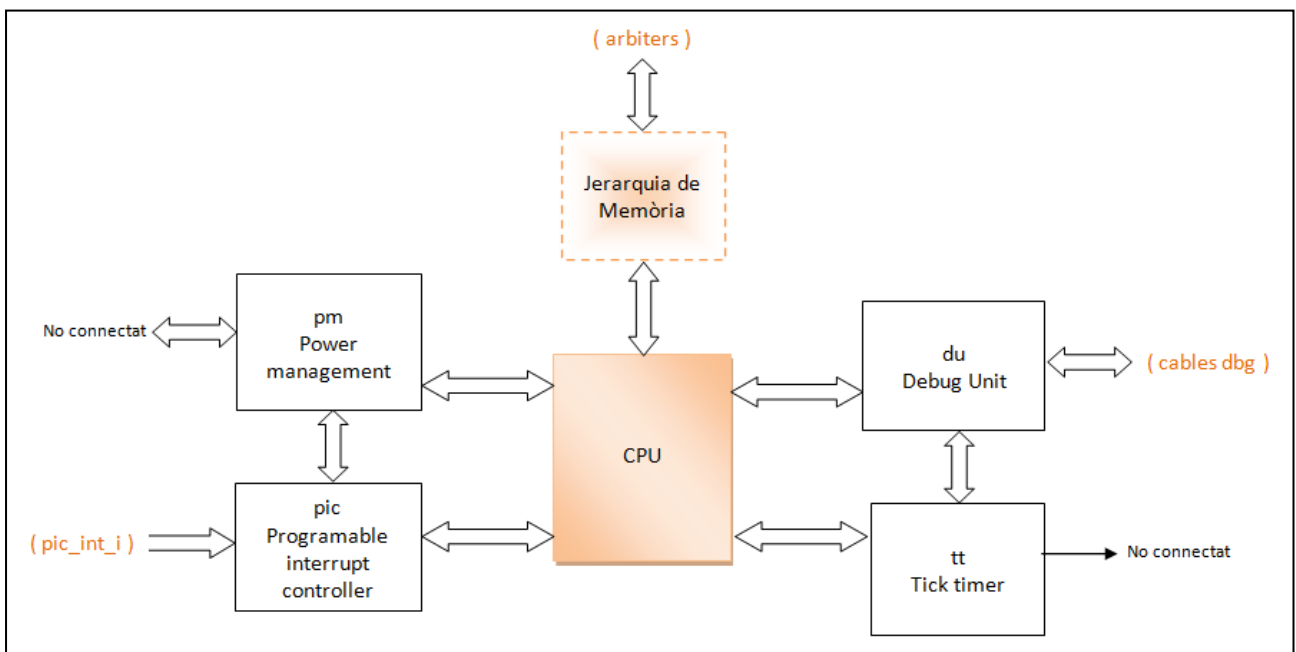 ( arbiters )
Jerarquia de
Memòria
No connectat
pm
Power
management
du
Debug Unit
( cables dbg )
CPU
( pic_int_i )
pic
Programable
interrupt
controller
tt
Tick timer
No connectat